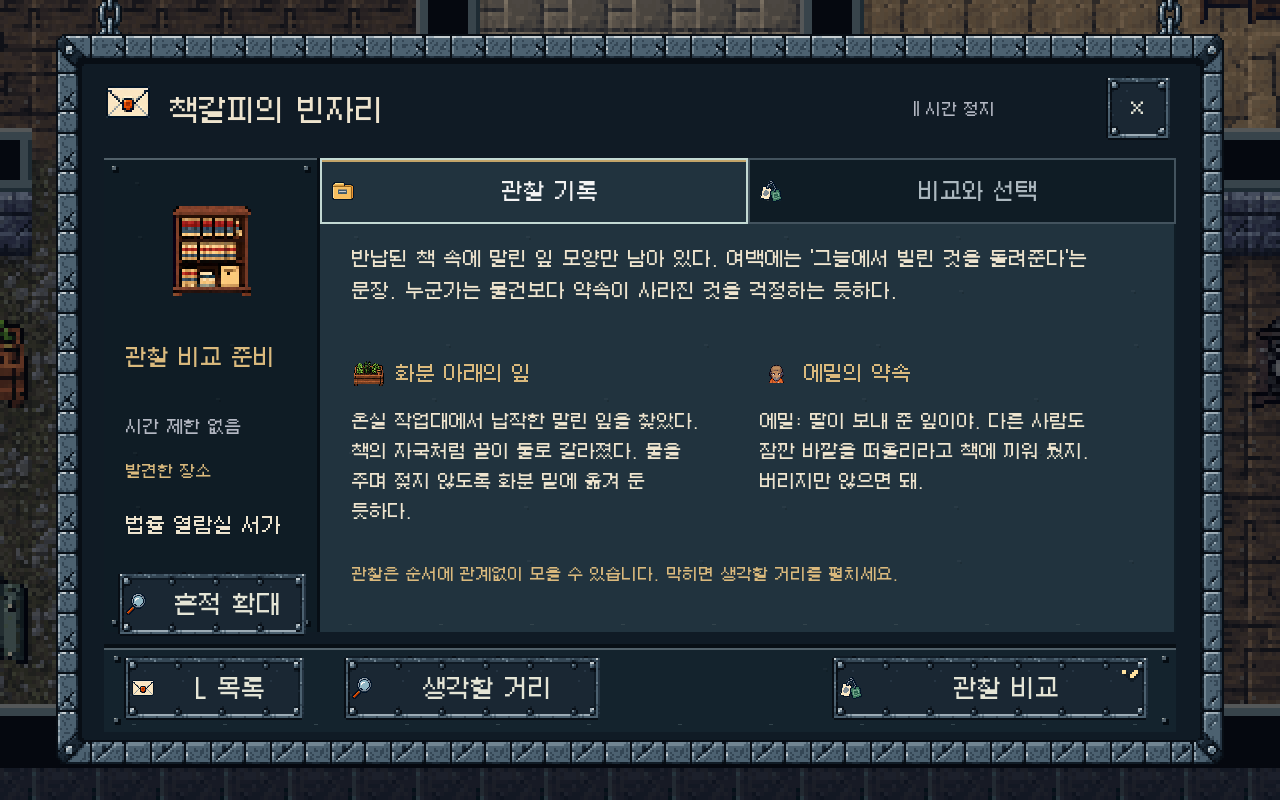 책갈피의 빈자리
Ⅱ 시간 정지
×
관찰 기록
비교와 선택
반납된 책 속에 말린 잎 모양만 남아 있다. 여백에는 '그늘에서 빌린 것을 돌려준다'는
문장. 누군가는 물건보다 약속이 사라진 것을 걱정하는 듯하다.
관찰 비교 준비
시간 제한 없음
발견한 장소
법률 열람실 서가
흔적 확대
화분 아래의 잎
온실 작업대에서 납작한 말린 잎을 찾았다.
책의 자국처럼 끝이 둘로 갈라졌다. 물을
주며 젖지 않도록 화분 밑에 옮겨 둔
듯하다.
에밀의 약속
에밀: 딸이 보내 준 잎이야. 다른 사람도
잠깐 바깥을 떠올리라고 책에 끼워 뒀지.
버리지만 않으면 돼.
관찰은 순서에 관계없이 모을 수 있습니다. 막히면 생각할 거리를 펼치세요.
L 목록
생각할 거리
관찰 비교